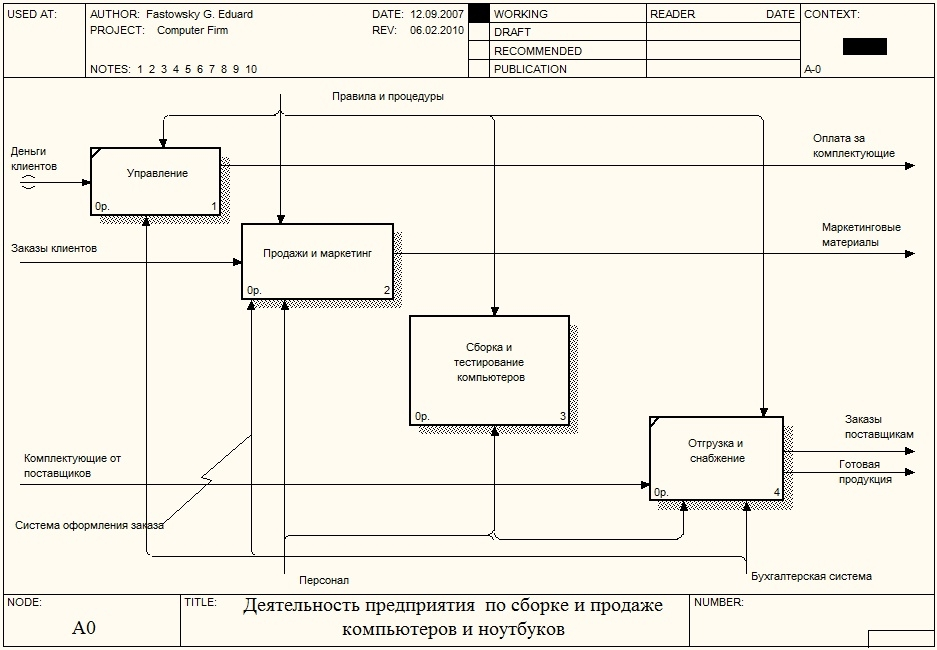 USED AT:
AUTHOR: Fastowsky G. Eduard
DATE: 12.09.2007
WORKING
READER
DATE
CONTEXT:
PROJECT: Computer Firm
REV: 06.02.2010
DRAFT
RECOMMENDED
NOTES: 1 2 3 4 5 6 7 8 9 10
PUBLICATION
A-0
Правила и процедуры
Деньги
клиентов
Оплата за
комплектующие
Управление
0р.
1
Заказы клиентов
Маркетинговые
материалы
Продажи и маркетинг
0р.
2
Сборка и
тестирование
компьютеров
0р.
3
Заказы
поставщикам
Отгрузка и
снабжение
0р.
4
Готовая
продукция
Комплектующие от
поставщиков
Система оформления заказа
Персонал
Бухгалтерская система
NODE:
A0
TITLE:
Деятельность предприятия по сборке и продаже
компьютеров и ноутбуков
NUMBER: